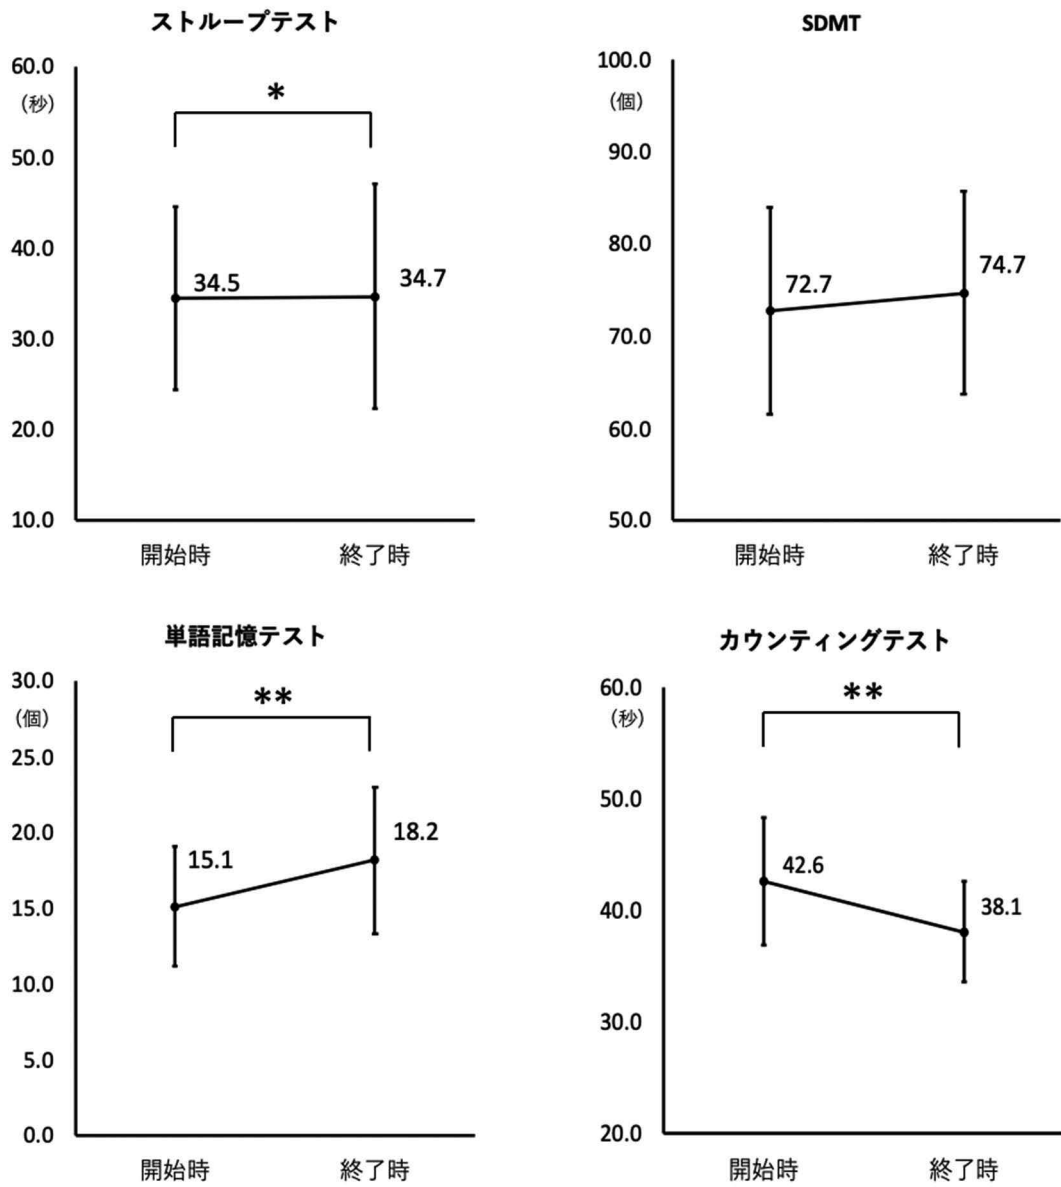 ストループテスト
60.0
（秒）
50.0
40.0
30.0
20.0
10.0
*
34.5
34.7
開始時 終了時
SDMT
100.0
（個）
90.0
80.0
70.0
60.0
50.0
72.7
74.7
開始時 終了時
単語記憶テスト
30.0
（個）
25.0
20.0
15.0
10.0
5.0
0.0
**
15.1
18.2
開始時 終了時
カウンティングテスト
60.0
（秒）
50.0
40.0
30.0
20.0
**
42.6
38.1
開始時 終了時